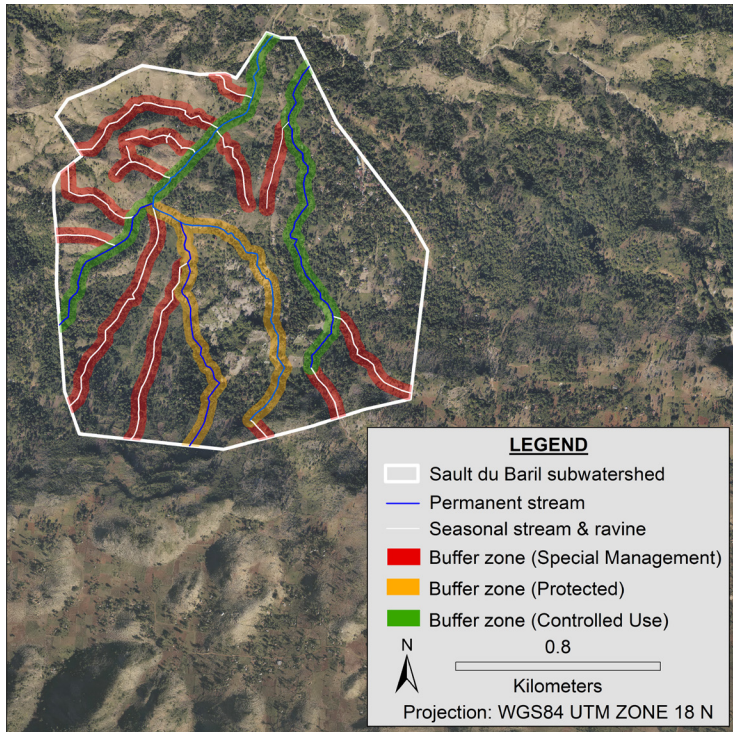 LEGEND
Sault du Baril subwatershed
Permanent stream
Seasonal stream & ravine
Buffer zone (Special Management)
Buffer zone (Protected)
Buffer zone (Controlled Use)
N
0.8
Kilometers
Projection: WGS84 UTM ZONE 18 N